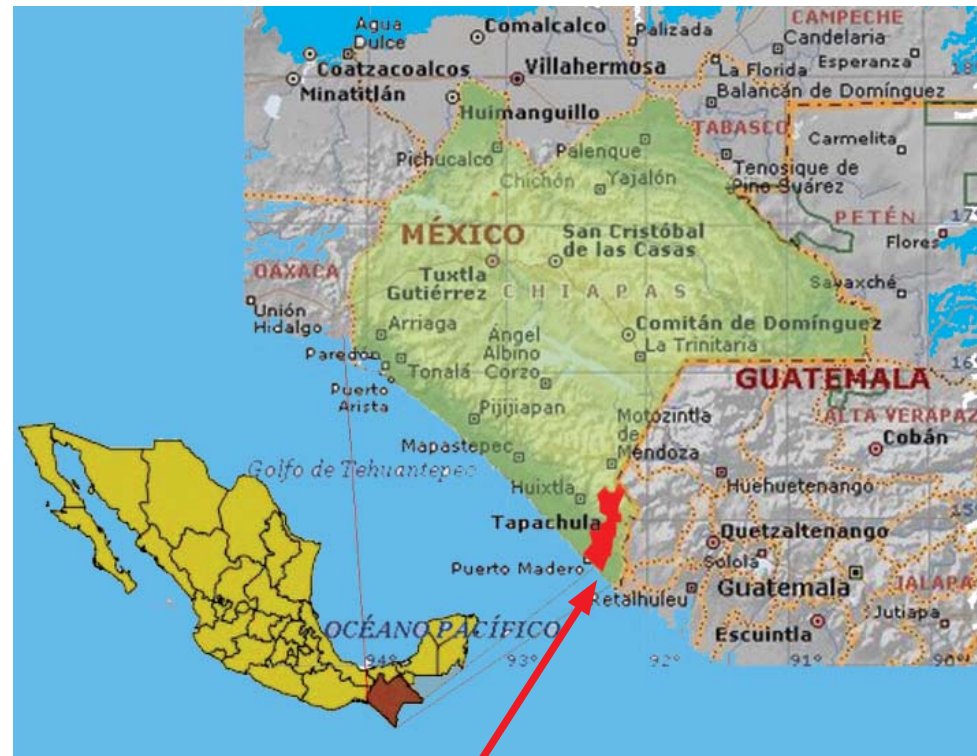 CAMPECHE
Agua
Dulce
Comalcalco
Palizada
Candelaria
Esperanza
Coatzacoalcos
Villahermosa
La Florida
18
Minatitlán
Balancán de Domínguez
Huimanguillo
TABASCO
Carmelita
Pichucalco
Palenque
Tenosique de
Pino Suárez
Chichón
Yajalón
PETÉN
17
MÉXICO
San Cristóbal
de las Casas
Flores
OAXACA
Tuxtla
Gutiérrez
CHIAPAS
Sayaxché
Unión
Hidalgo
Arriaga
Ángel
Albino
Corzo
Comitán de Domínguez
La Trinitaria
Paredón
Tonalá
16
Puerto
Arista
GUATEMALA
Pijijiapan
Motozintla
de
Mendoza
ALTA VERAPAZ
Cobán
Mapastepec
Golfo de Tehuantepec
Huehuetenango
Huixtla
15
Tapachula
Quetzaltenango
Sololá
Puerto Madero
Guatemala
JALAPA
Retalhuleu
Jutiapa
OCÉANO PACÍFICO
Escuintla
94°
93°
92°
91°
90°